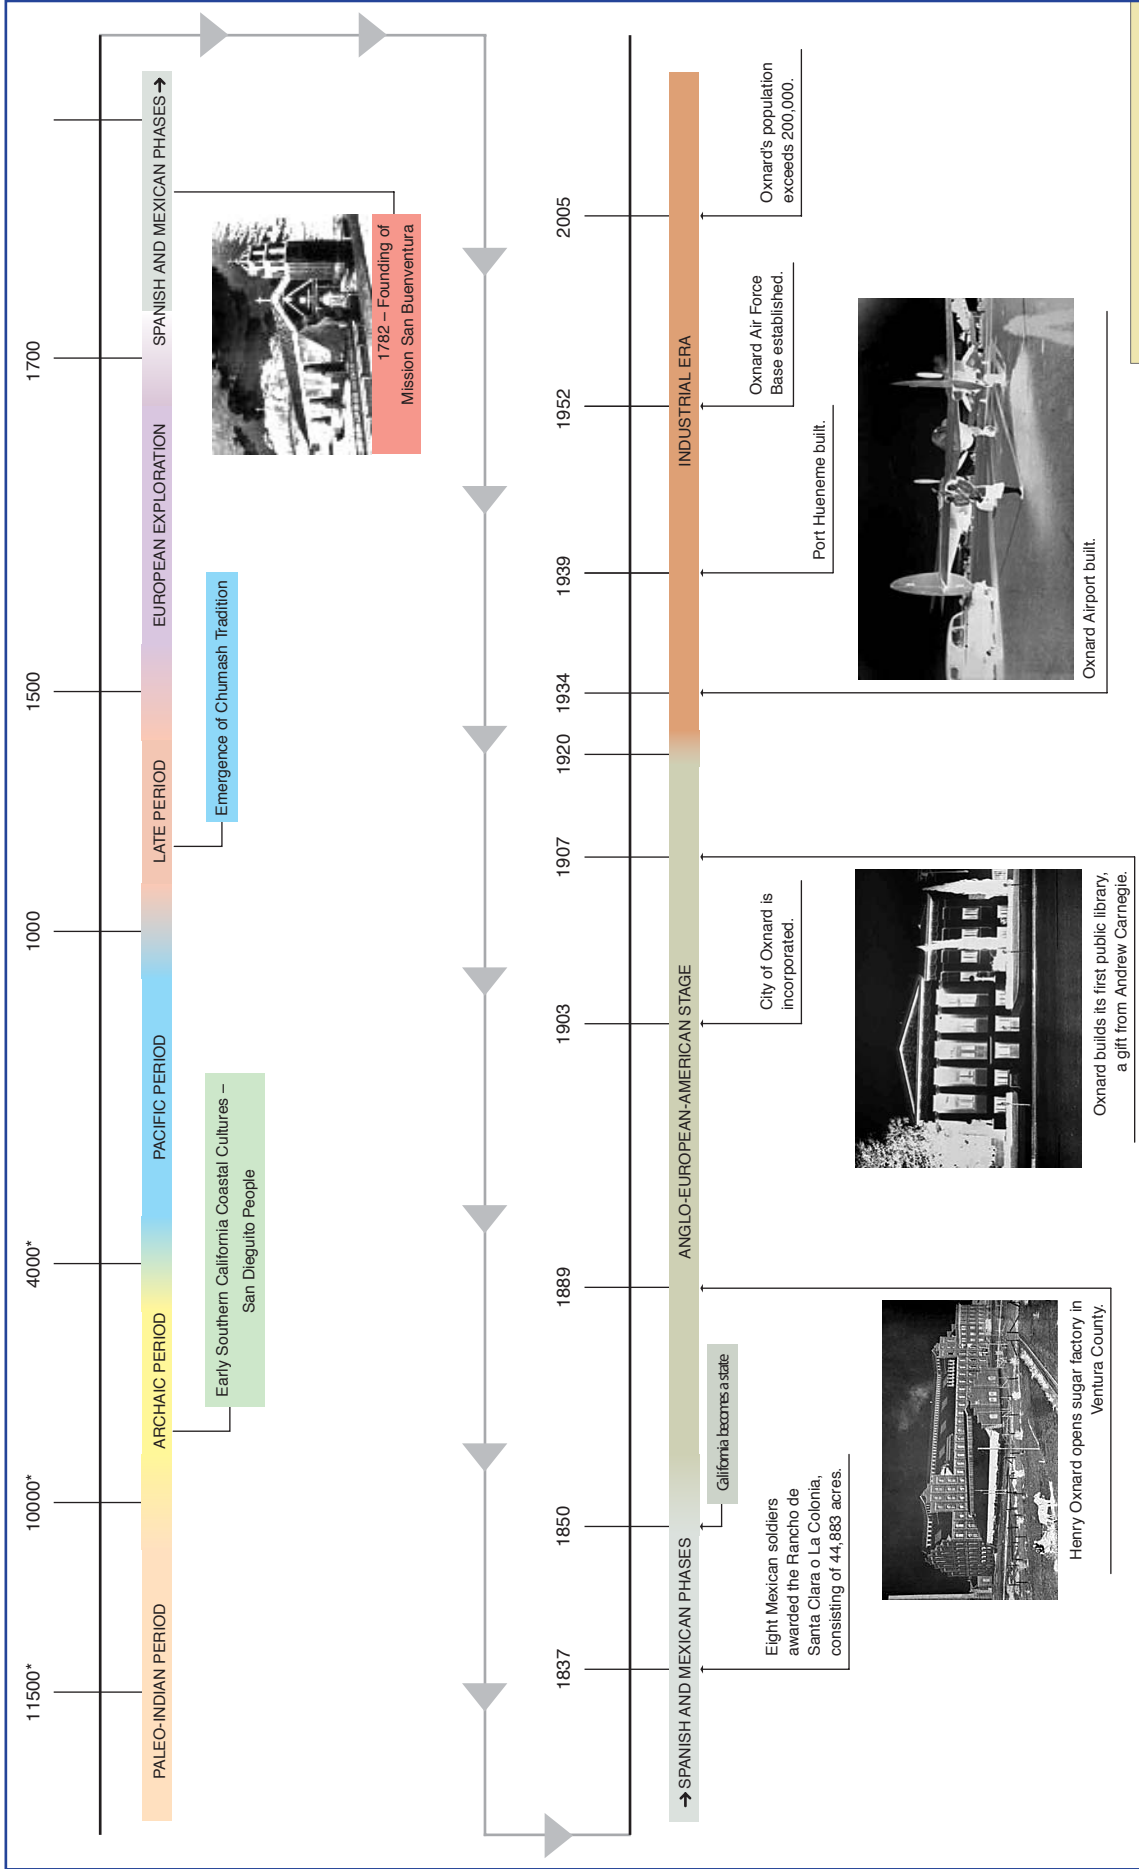 11500*
10000*
4000*
1000
1500
1700
PALEO-INDIAN PERIOD
ARCHAIC PERIOD
PACIFIC PERIOD
LATE PERIOD
EUROPEAN EXPLORATION
SPANISH AND MEXICAN PHASES →
Early Southern California Coastal Cultures –
San Dieguito People
Emergence of Chumash Tradition
1782 – Founding of
Mission San Buenventura
1837
1850
1889
1903
1907
1920
1934
1939
1952
2005
→ SPANISH AND MEXICAN PHASES
ANGLO-EUROPEAN-AMERICAN STAGE
INDUSTRIAL ERA
Eight Mexican soldiers
awarded the Rancho de
Santa Clara o La Colonia,
consisting of 44,883 acres.
California becomes a state
Henry Oxnard opens sugar factory in
Ventura County.
City of Oxnard is
incorporated.
Oxnard builds its first public library,
a gift from Andrew Carnegie.
Oxnard Airport built.
Port Hueneme built.
Oxnard Air Force
Base established.
Oxnard's population
exceeds 200,000.